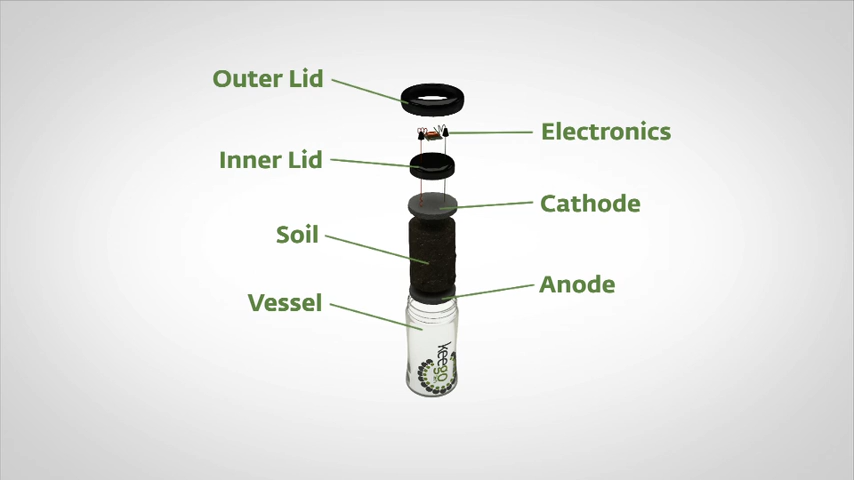 Outer Lid
Electronics
Inner Lid
Cathode
Soil
Anode
Vessel
keego